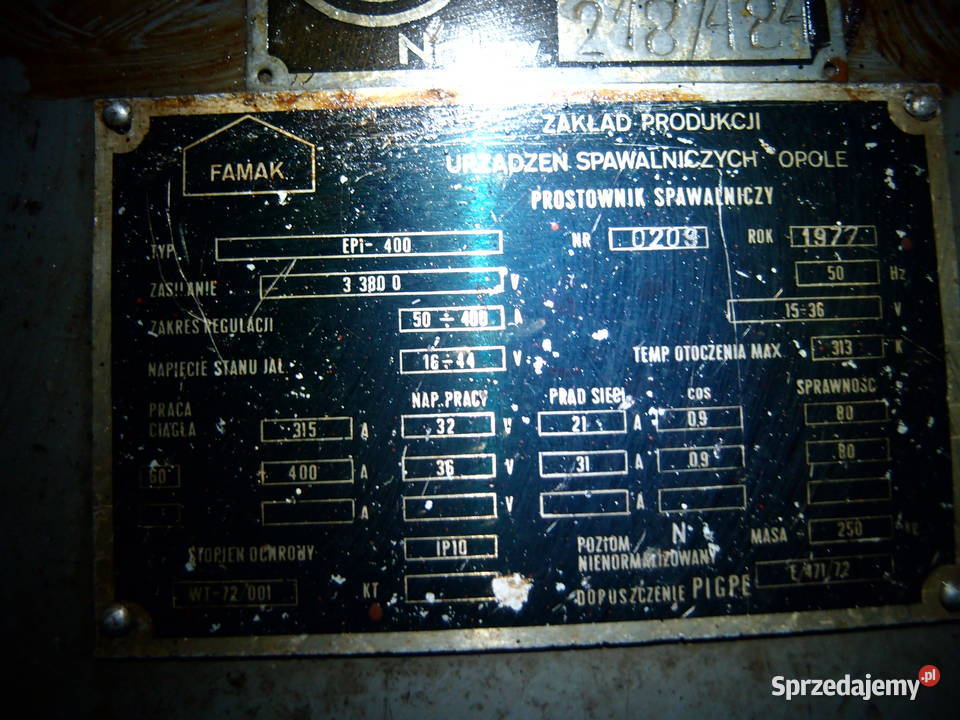 218/484
FAMAK
ZAKŁAD PRODUKCJI
URZĄDZEŃ SPAWALNICZYCH OPOLE
PROSTOWNIK SPAWALNICZY
TYP EPi-400 NR 0209 ROK 1977
ZASILANIE 3 380 0 V 50 Hz
ZAKRES REGULACJI 50 ÷ 400 A 15÷36 V
NAPIĘCIE STANU JAŁ 16÷44 V TEMP OTOCZENIA MAX 313 K
PRACA CIĄGŁA NAP. PRACY PRĄD SIECI COS SPRAWNOŚĆ
315 A 32 V 21 A 0,9 80
60 400 A 36 V 31 A 0,9 80
A V A
STOPIEŃ OCHRONY IP10 POZIOM NIENORMALIZOWANY N MASA 250 KG
WT-72/001 KT DOPUSZCZENIE PIGPE E/471/72
Sprzedajemy.pl